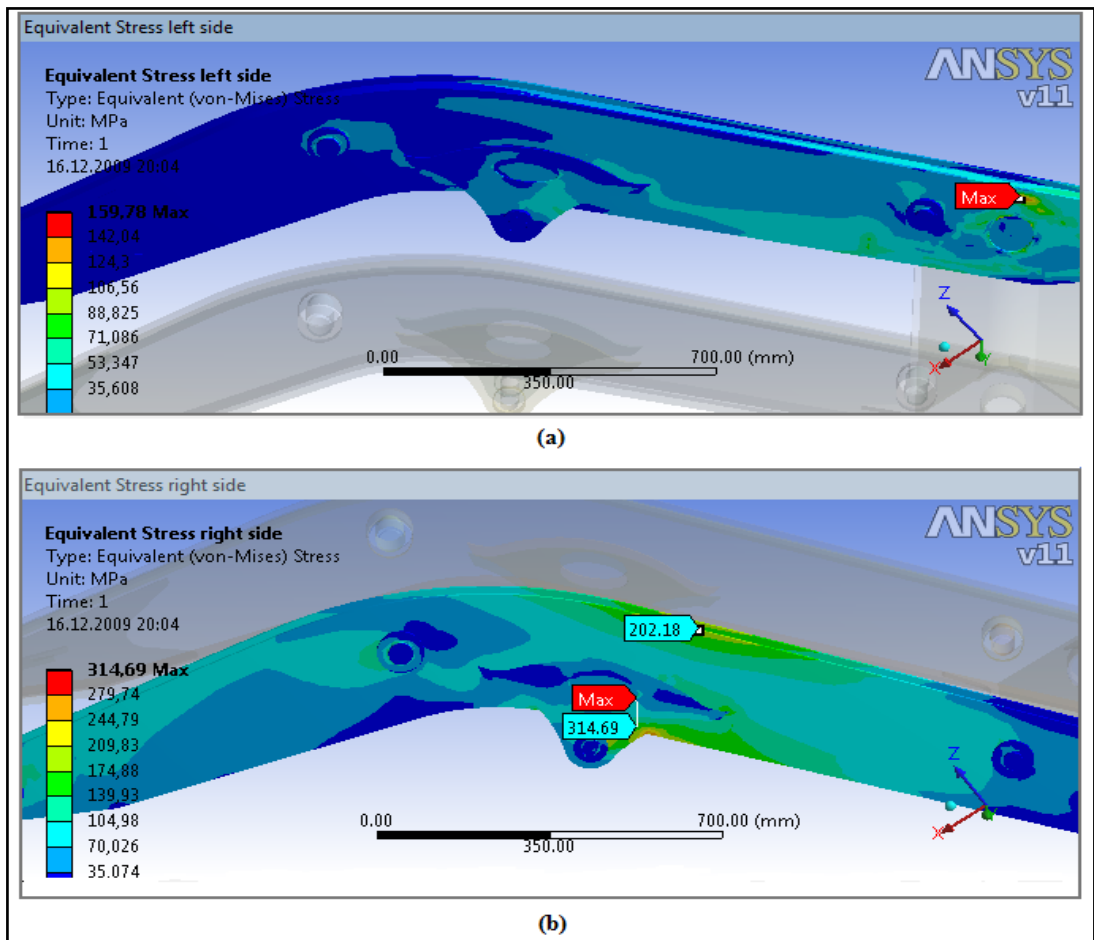 Equivalent Stress left side
ANSYS
v11
Equivalent Stress left side
Type: Equivalent (von-Mises) Stress
Unit: MPa
Time: 1
16.12.2009 20:04
159,78 Max
142,04
124,3
106,56
88,825
71,086
53,347
35,608
Max
Z
X
Y
0.00
700.00 (mm)
350.00
(a)
Equivalent Stress right side
ANSYS
v11
Equivalent Stress right side
Type: Equivalent (von-Mises) Stress
Unit: MPa
Time: 1
16.12.2009 20:04
314,69 Max
279,74
244,79
209,83
174,88
139,93
104,98
70,026
35.074
202.18
Max
314.69
Z
X
Y
0.00
700.00 (mm)
350.00
(b)